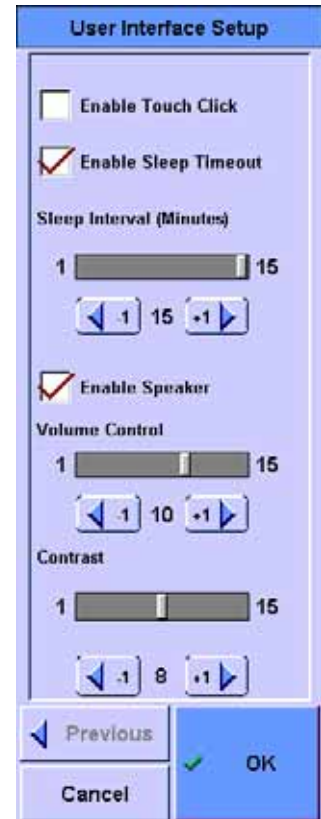 User Interface Setup
Enable Touch Click
Enable Sleep Timeout
Sleep Interval (Minutes)
1 15
-1 15 +1
Enable Speaker
Volume Control
1 15
-1 10 +1
Contrast
1 15
-1 8 +1
Previous
OK
Cancel